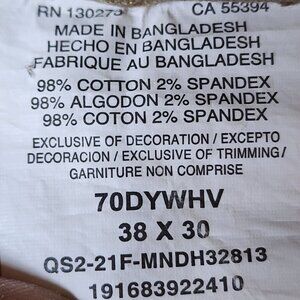 RN 130273 CA 55394
MADE IN BANGLADESH
HECHO EN BANGLADESH
FABRIQUE AU BANGLADESH
98% COTTON 2% SPANDEX
98% ALGODON 2% SPANDEX
98% COTON 2% SPANDEX
EXCLUSIVE OF DECORATION / EXCEPTO
DECORACION / EXCLUSIVE OF TRIMMING/
GARNITURE NON COMPRISE
70DYWHV
38 X 30
QS2-21F-MNDH32813
191683922410